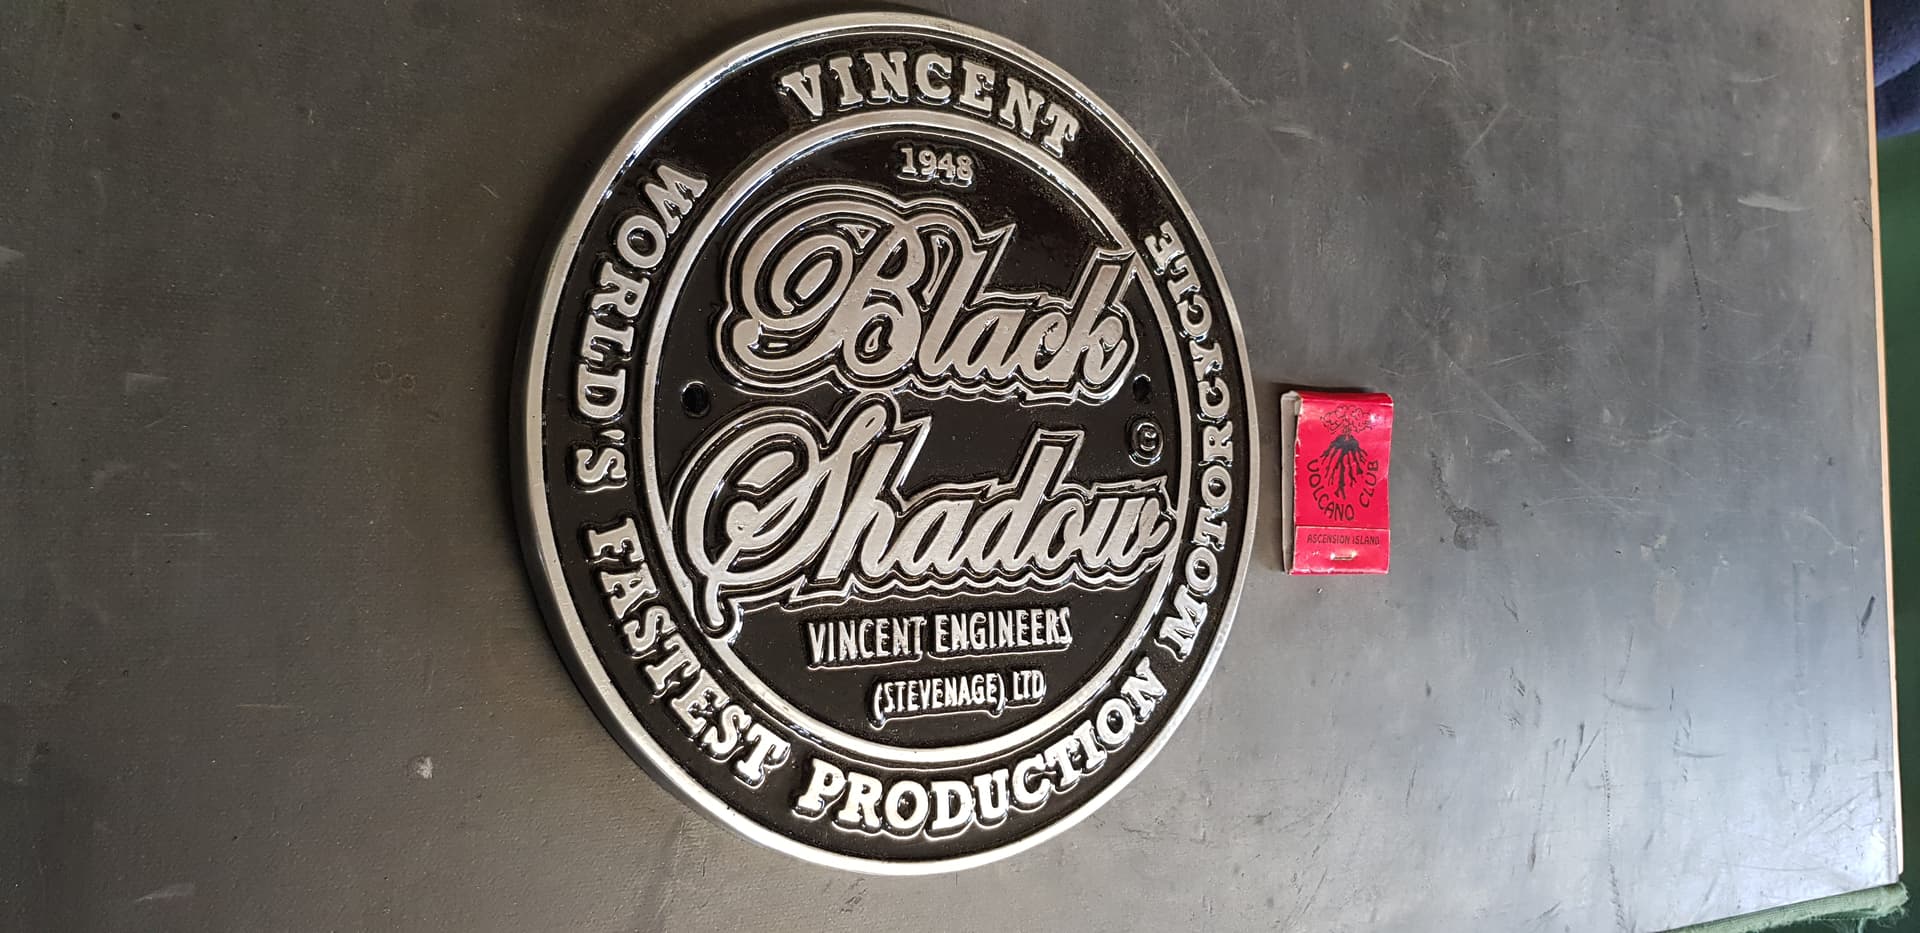 VINCENT
WORLD'S FASTEST PRODUCTION MOTORCYCLE
1948
Black
Shadow
©
VINCENT ENGINEERS
(STEVENAGE) LTD
VOLCANO CLUB
ASCENSION ISLAND